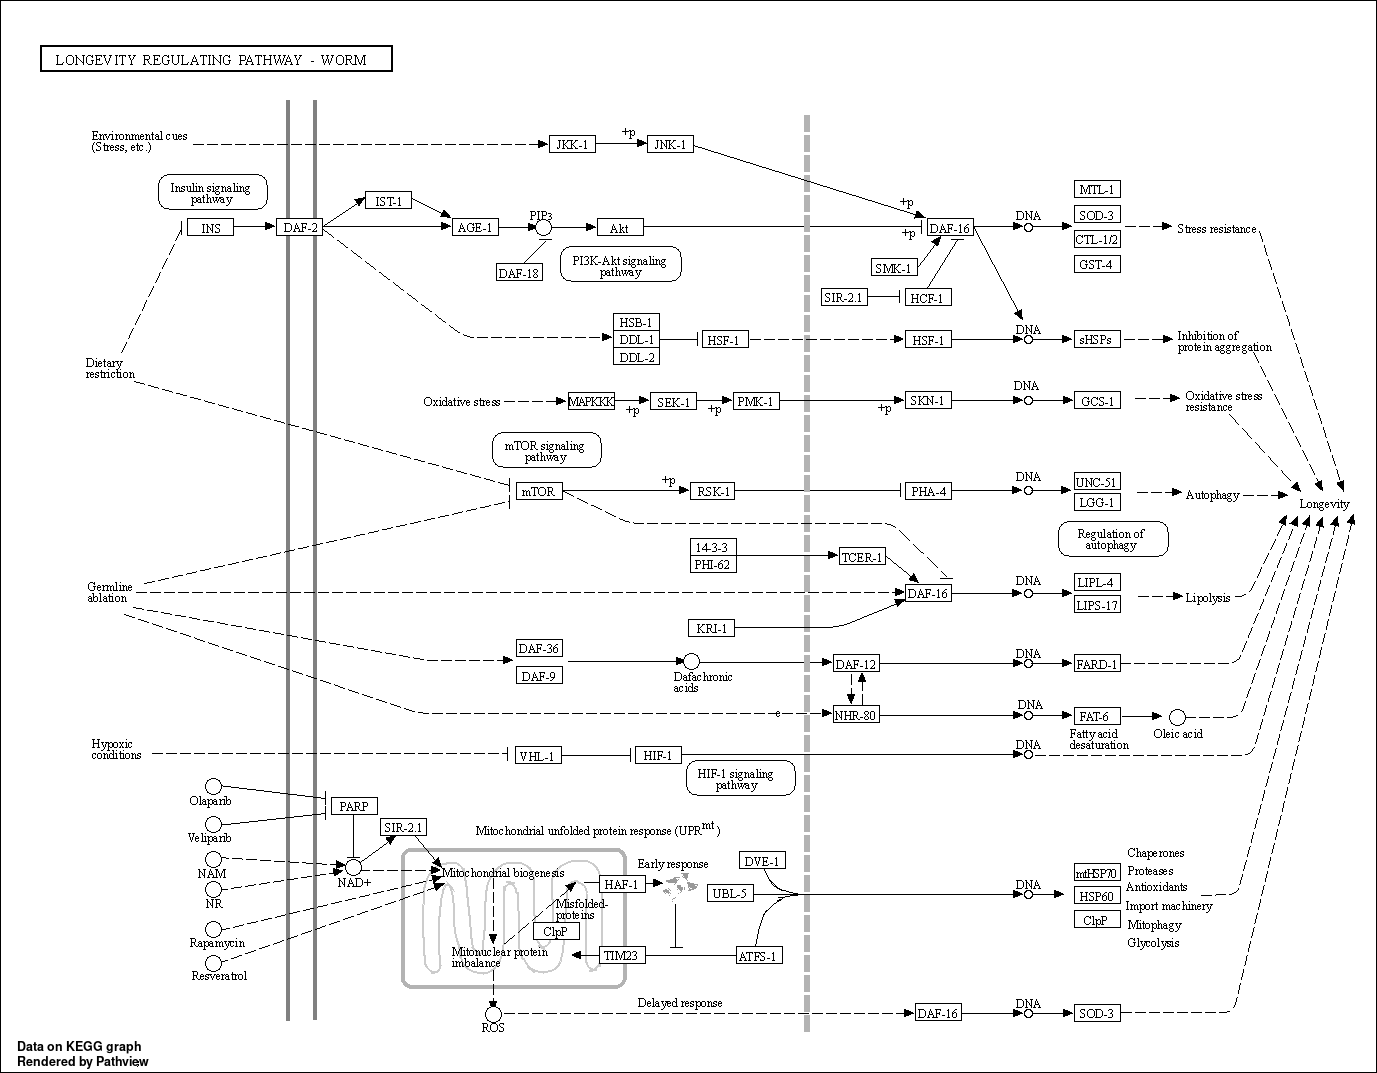 LONGEVITY REGULATING PATHWAY - WORM
Environmental cues
(Stress, etc.)
JKK-1
+p
JNK-1
Insulin signaling
pathway
INS
DAF-2
IST-1
AGE-1
PIP3
Akt
DAF-18
PI3K-Akt signaling
pathway
+p
+p
DAF-16
SMK-1
SIR-2.1
HCF-1
DNA
MTL-1
SOD-3
CTL-1/2
GST-4
Stress resistance
HSB-1
DDL-1
DDL-2
HSF-1
HSF-1
DNA
sHSPs
Inhibition of
protein aggregation
Dietary
restriction
Oxidative stress
MAPKKK
+p
SEK-1
+p
PMK-1
+p
SKN-1
DNA
GCS-1
Oxidative stress
resistance
mTOR signaling
pathway
mTOR
+p
RSK-1
PHA-4
DNA
UNC-51
LGG-1
Autophagy
Longevity
Regulation of
autophagy
14-3-3
PHI-62
TCER-1
Germline
ablation
DAF-16
DNA
LIPL-4
LIPS-17
Lipolysis
KRI-1
DAF-36
DAF-9
Dafachronic
acids
DAF-12
DNA
FARD-1
e
NHR-80
DNA
FAT-6
Fatty acid
desaturation
Oleic acid
Hypoxic
conditions
VHL-1
HIF-1
DNA
HIF-1 signaling
pathway
Olaparib
Veliparib
NAM
NR
Rapamycin
Resveratrol
PARP
SIR-2.1
NAD+
Mitochondrial unfolded protein response (UPRmt)
Mitochondrial biogenesis
Early response
HAF-1
Misfolded-
proteins
ClpP
Mitonuclear protein
imbalance
TIM23
DVE-1
UBL-5
ATFS-1
DNA
mtHSP70
HSP60
ClpP
Chaperones
Proteases
Antioxidants
Import machinery
Mitophagy
Glycolysis
ROS
Delayed response
DAF-16
DNA
SOD-3
Data on KEGG graph
Rendered by Pathview